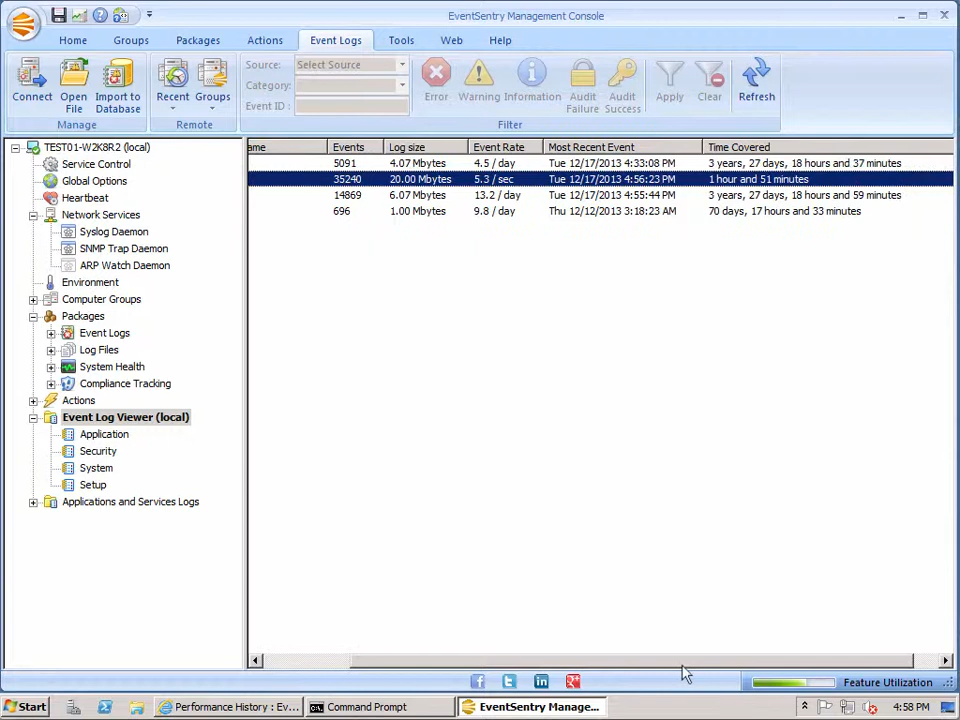 EventSentry Management Console
Home Groups Packages Actions Event Logs Tools Web Help
Source: Select Source
Category:
Event ID :
Connect Open File Import to Database Recent Groups Error Warning Information Audit Failure Audit Success Apply Clear Refresh
Manage Remote Filter
TEST01-W2K8R2 (local)
Service Control
Global Options
Heartbeat
Network Services
Syslog Daemon
SNMP Trap Daemon
ARP Watch Daemon
Environment
Computer Groups
Packages
Event Logs
Log Files
System Health
Compliance Tracking
Actions
Event Log Viewer (local)
Application
Security
System
Setup
Applications and Services Logs
ame Events Log size Event Rate Most Recent Event Time Covered
5091 4.07 Mbytes 4.5 / day Tue 12/17/2013 4:33:08 PM 3 years, 27 days, 18 hours and 37 minutes
35240 20.00 Mbytes 5.3 / sec Tue 12/17/2013 4:56:23 PM 1 hour and 51 minutes
14869 6.07 Mbytes 13.2 / day Tue 12/17/2013 4:55:44 PM 3 years, 27 days, 18 hours and 59 minutes
696 1.00 Mbytes 9.8 / day Thu 12/12/2013 3:18:23 AM 70 days, 17 hours and 33 minutes
Feature Utilization
Start Performance History : Ev... Command Prompt EventSentry Manage... 4:58 PM